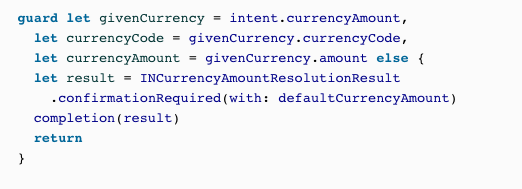 guard let givenCurrency = intent.currencyAmount,
  let currencyCode = givenCurrency.currencyCode,
  let currencyAmount = givenCurrency.amount else {
  let result = INCurrencyAmountResolutionResult
    .confirmationRequired(with: defaultCurrencyAmount)
  completion(result)
  return
}